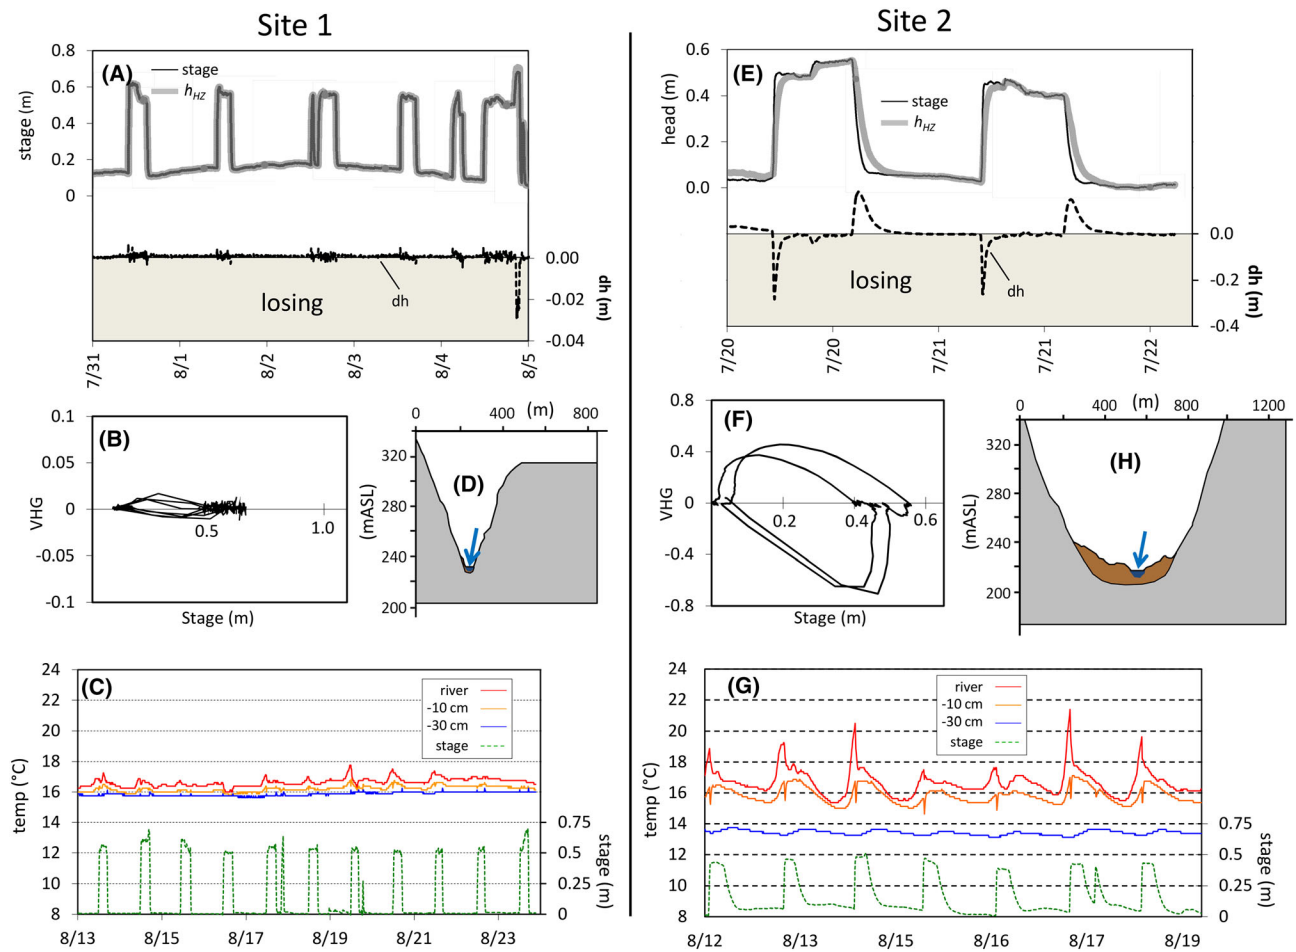 Site 1
(A)
stage
h_HZ
0.8
0.6
0.4
0.2
0
stage (m)
0.00
-0.02
-0.04
dh (m)
losing
dh
7/31
8/1
8/2
8/3
8/4
8/5
(B)
0.1
0.05
0
-0.05
-0.1
VHG
0.5
1.0
Stage (m)
0
400
(m)
800
(D)
320
280
240
200
(mASL)
(C)
river
-10 cm
-30 cm
stage
24
22
20
18
16
14
12
10
8
temp (°C)
0.75
0.5
0.25
0
stage (m)
8/13
8/15
8/17
8/19
8/21
8/23
Site 2
(E)
stage
h_HZ
0.6
0.4
0.2
0.0
head (m)
0.0
-0.2
-0.4
dh (m)
losing
dh
7/20
7/20
7/21
7/21
7/22
(F)
0.8
0.4
0
-0.4
-0.8
VHG
0.2
0.4
0.6
Stage (m)
0
400
(m)
800
1200
(H)
320
280
240
200
(mASL)
(G)
river
-10 cm
-30 cm
stage
24
22
20
18
16
14
12
10
8
temp (°C)
0.75
0.5
0.25
0
stage (m)
8/12
8/13
8/15
8/16
8/17
8/19